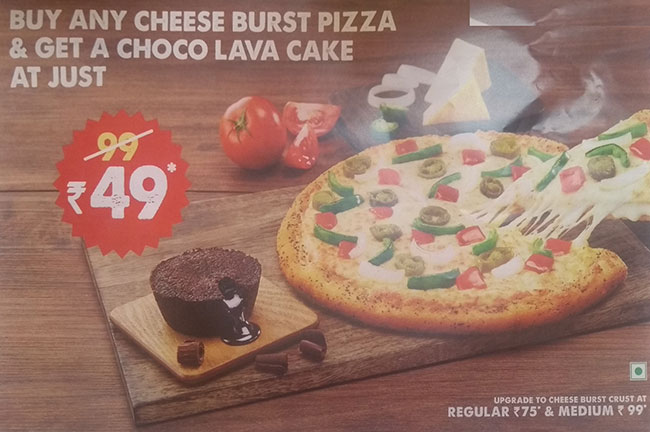 BUY ANY CHEESE BURST PIZZA
& GET A CHOCO LAVA CAKE
AT JUST
99
₹49*
UPGRADE TO CHEESE BURST CRUST AT
REGULAR ₹75* & MEDIUM ₹99*